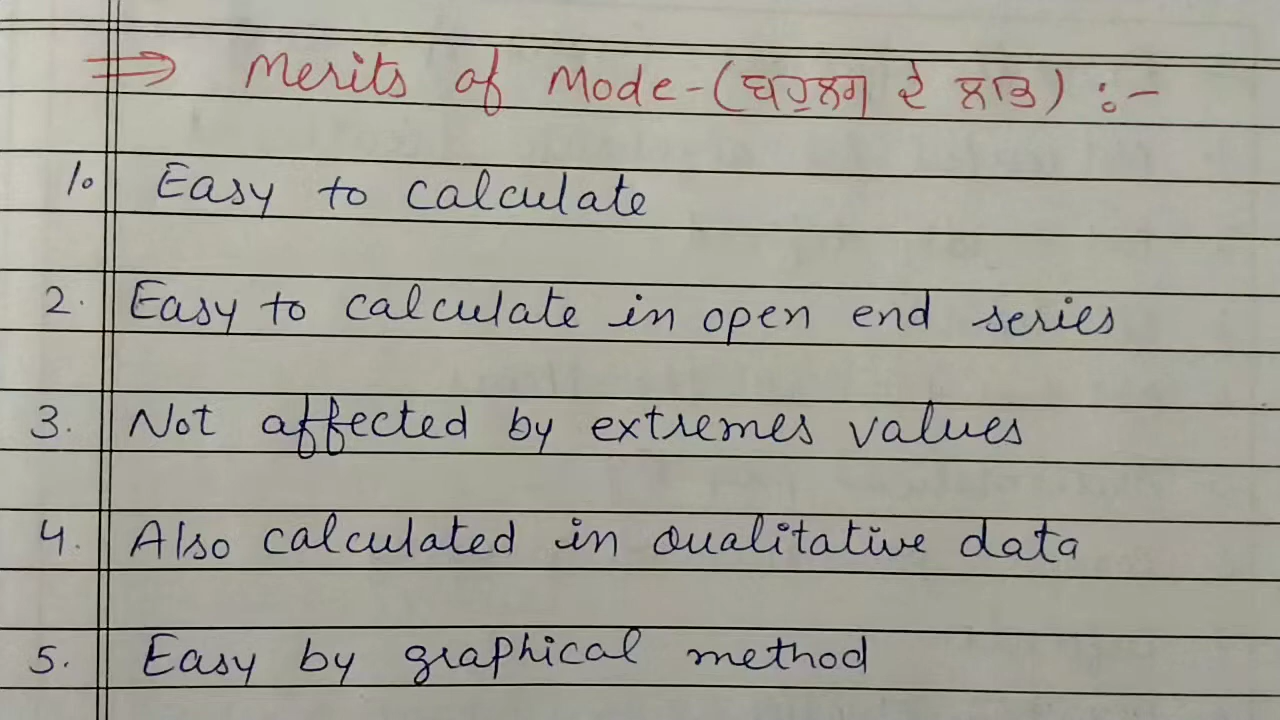 ⇒ Merits of Mode - (ਬਹੁਲਗ ਦੇ ਲਾਭ) :-
1. Easy to calculate
2. Easy to calculate in open end series
3. Not affected by extremes values
4. Also calculated in qualitative data
5. Easy by graphical method